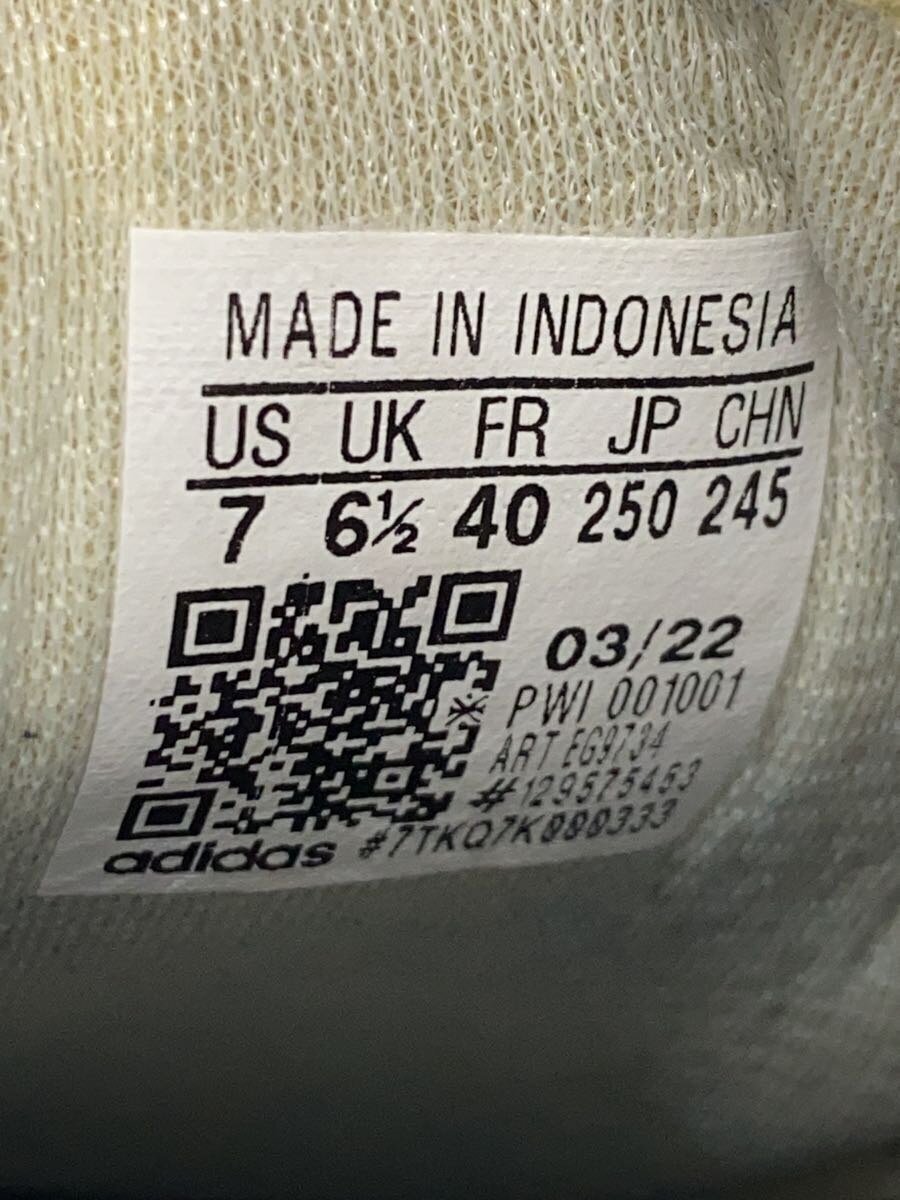 MADE IN INDONESIA
US UK FR JP CHN
7 6½ 40 250 245
03/22
PWI 001001
ART EG9734
#129575453
adidas #7TKQ7K000333